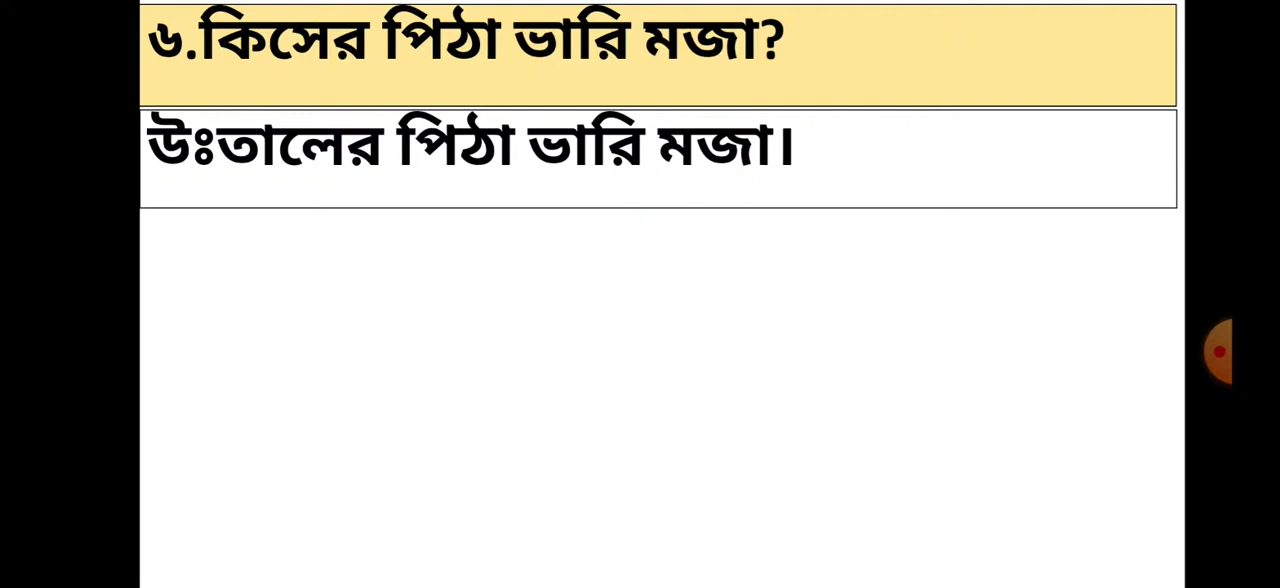 ৬.কিসের পিঠা ভারি মজা?
উঃতালের পিঠা ভারি মজা।